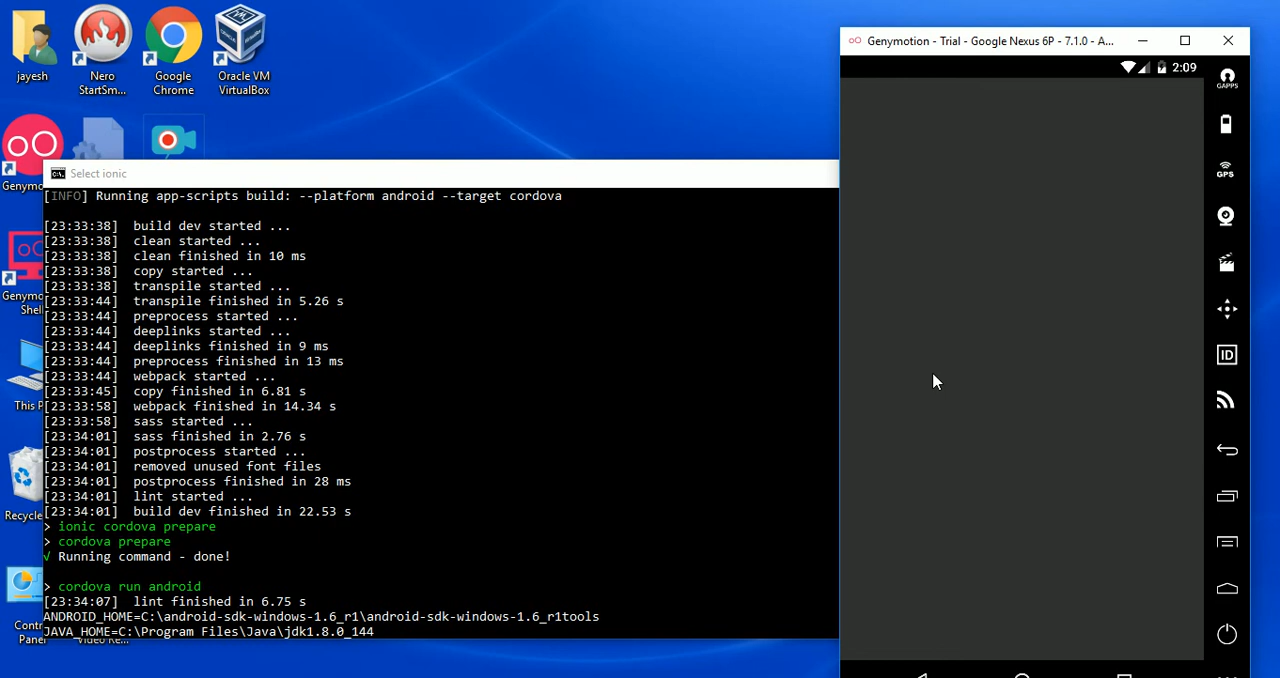 jayesh
Nero
StartSm...
Google
Chrome
Oracle VM
VirtualBox
Genymotion - Trial - Google Nexus 6P - 7.1.0 - A...
2:09
GAPPS
GPS
ID
Genymo
Genymo
Shell
This P
Recycle
Contr
Panel
Select ionic
[INFO] Running app-scripts build: --platform android --target cordova
[23:33:38] build dev started ...
[23:33:38] clean started ...
[23:33:38] clean finished in 10 ms
[23:33:38] copy started ...
[23:33:38] transpile started ...
[23:33:44] transpile finished in 5.26 s
[23:33:44] preprocess started ...
[23:33:44] deeplinks started ...
[23:33:44] deeplinks finished in 9 ms
[23:33:44] preprocess finished in 13 ms
[23:33:44] webpack started ...
[23:33:45] copy finished in 6.81 s
[23:33:58] webpack finished in 14.34 s
[23:33:58] sass started ...
[23:34:01] sass finished in 2.76 s
[23:34:01] postprocess started ...
[23:34:01] removed unused font files
[23:34:01] postprocess finished in 28 ms
[23:34:01] lint started ...
[23:34:01] build dev finished in 22.53 s
> ionic cordova prepare
> cordova prepare
√ Running command - done!
> cordova run android
[23:34:07] lint finished in 6.75 s
ANDROID_HOME=C:\android-sdk-windows-1.6_r1\android-sdk-windows-1.6_r1tools
JAVA_HOME=C:\Program Files\Java\jdk1.8.0_144